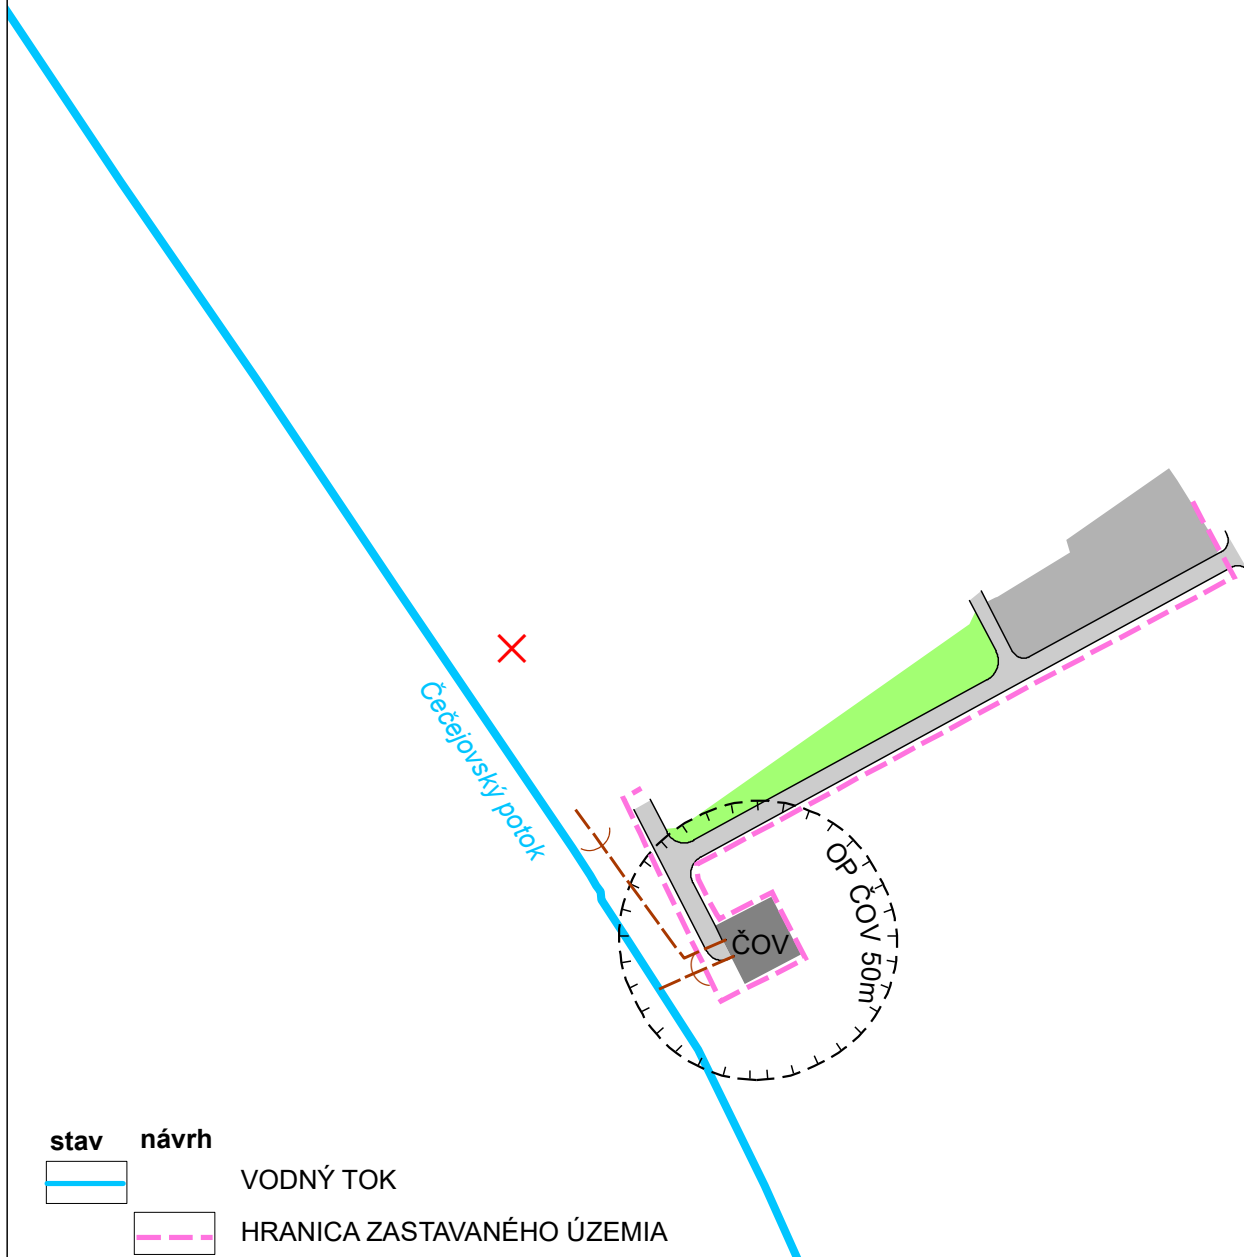 Čečejovský potok
OP ČOV 50m
ČOV
stav návrh
VODNÝ TOK
HRANICA ZASTAVANÉHO ÚZEMIA